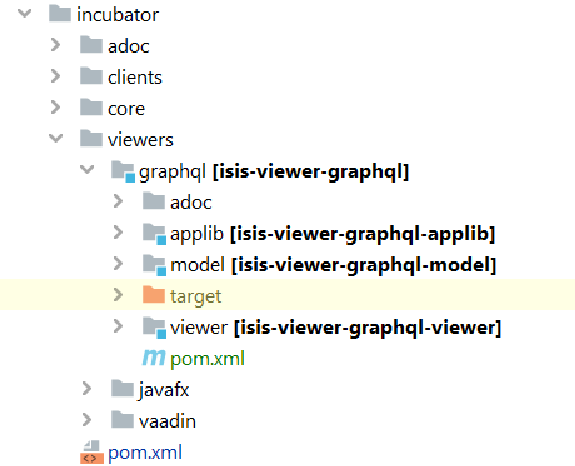 incubator
adoc
clients
core
viewers
graphql [isis-viewer-graphql]
adoc
applib [isis-viewer-graphql-applib]
model [isis-viewer-graphql-model]
target
viewer [isis-viewer-graphql-viewer]
m pom.xml
javafx
vaadin
pom.xml